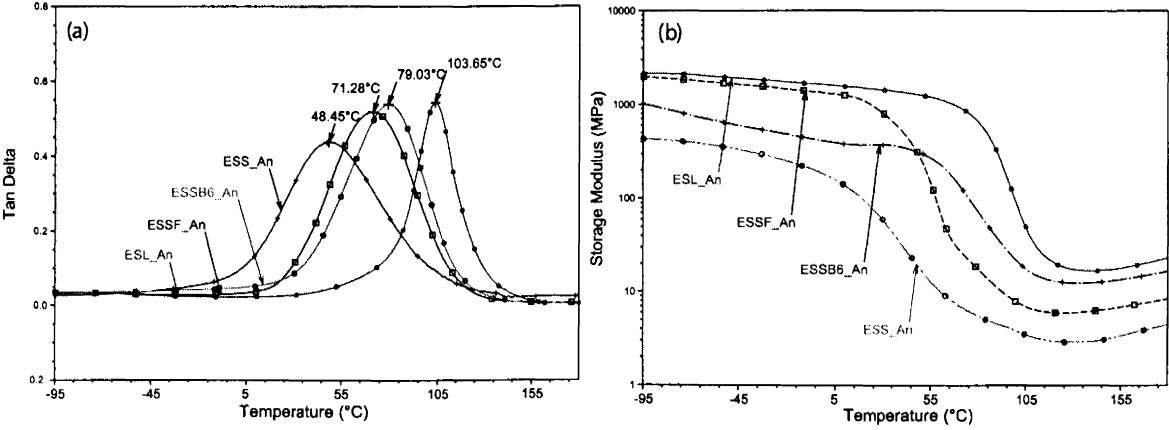 (a)
0.8
0.6
0.4
0.2
0.0
0.2
Tan Delta
-95
-45
5
55
105
155
Temperature (°C)
48.45°C
71.28°C
79.03°C
103.65°C
ESS_An
ESSB6_An
ESSF_An
ESL_An
(b)
10000
1000
100
10
1
Storage Modulus (MPa)
-95
-45
5
55
105
155
Temperature (°C)
ESL_An
ESSF_An
ESSB6_An
ESS_An